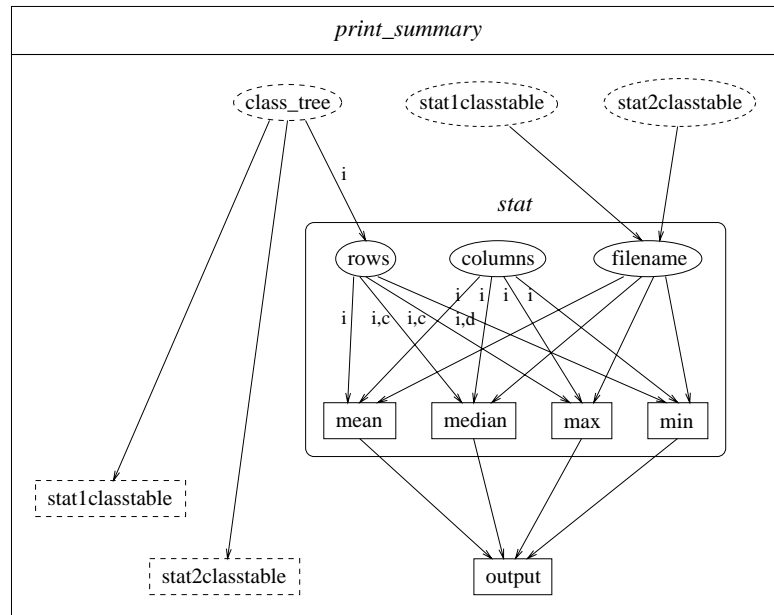 print_summary
class_tree
stat1classtable
stat2classtable
i
stat
rows
columns
filename
i
i
i
i
i
i,c
i,c
i,d
mean
median
max
min
stat1classtable
stat2classtable
output